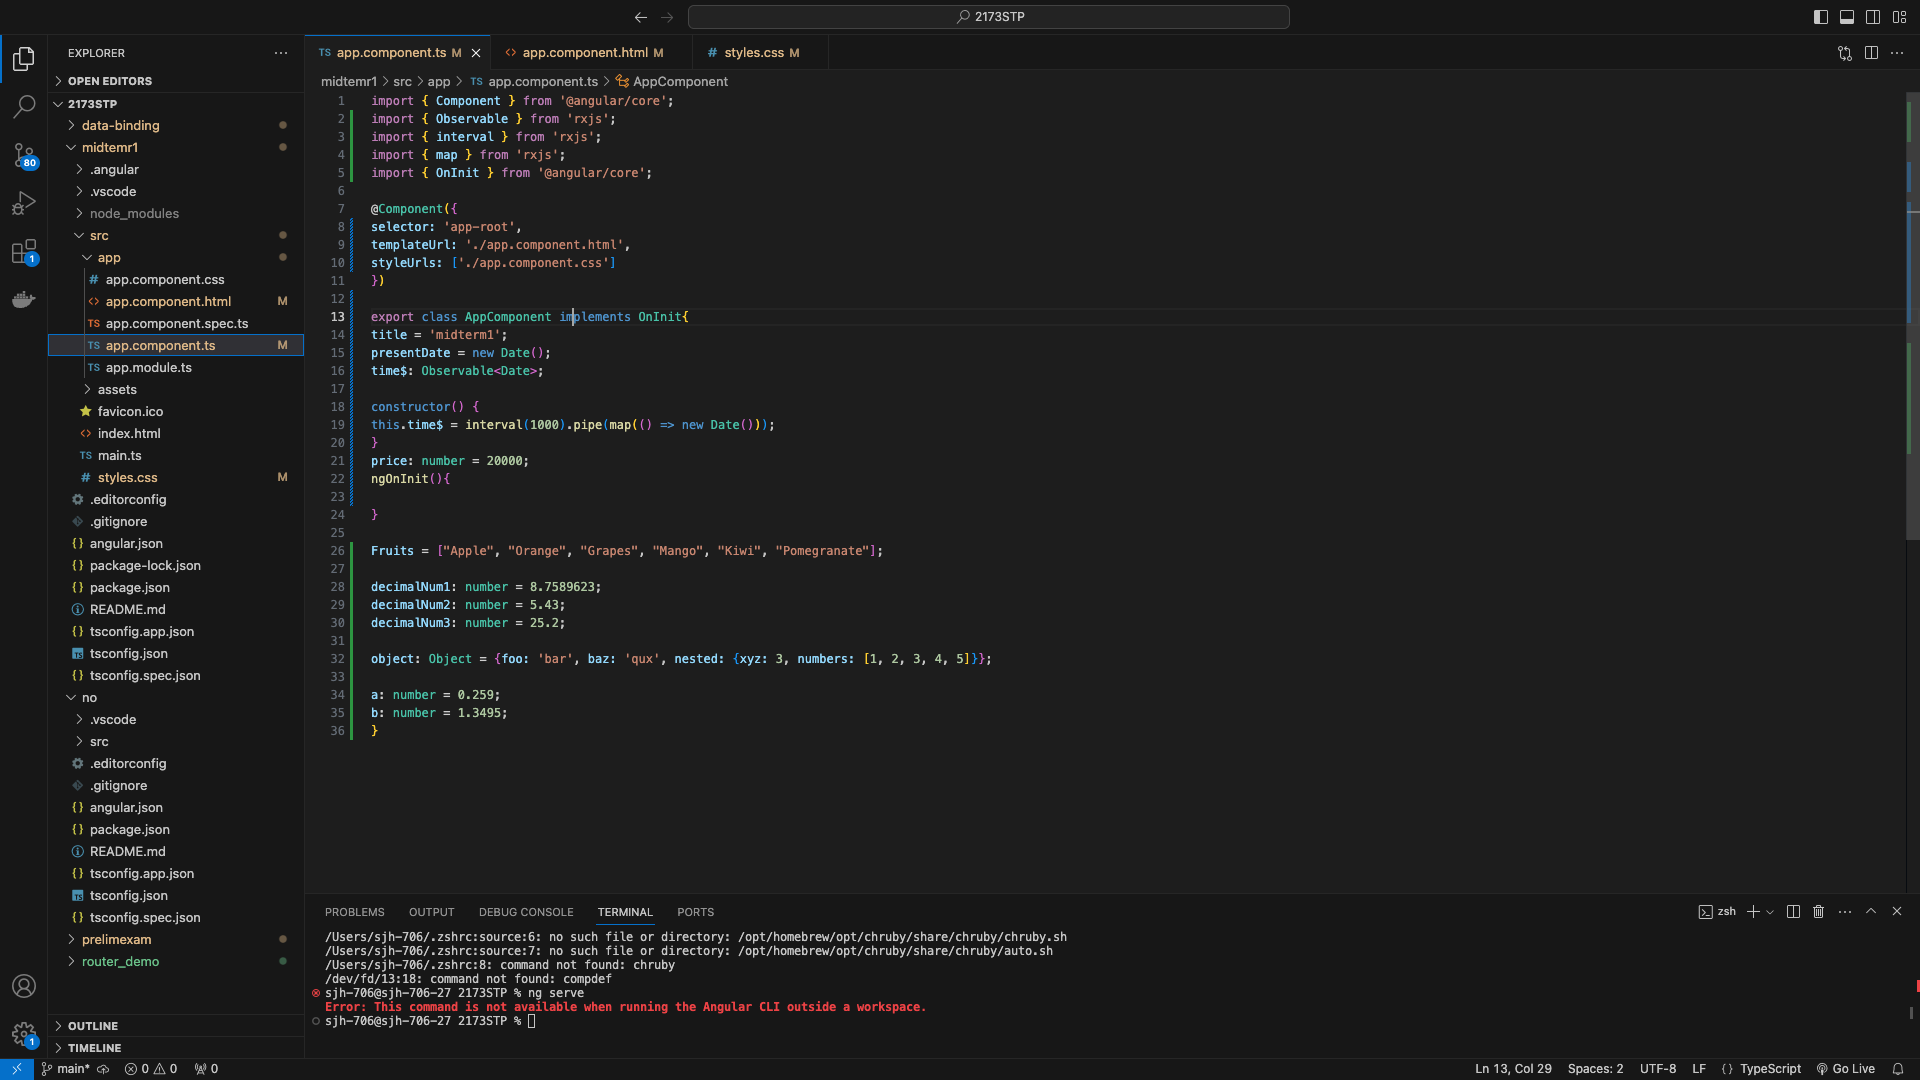 2173STP
EXPLORER
OPEN EDITORS
2173STP
data-binding
midtemr1
.angular
.vscode
node_modules
src
app
app.component.css
app.component.html M
app.component.spec.ts
app.component.ts M
app.module.ts
assets
favicon.ico
index.html
main.ts
styles.css M
.editorconfig
.gitignore
angular.json
package-lock.json
package.json
README.md
tsconfig.app.json
tsconfig.json
tsconfig.spec.json
no
.vscode
src
.editorconfig
.gitignore
angular.json
package.json
README.md
tsconfig.app.json
tsconfig.json
tsconfig.spec.json
prelimexam
router_demo
OUTLINE
TIMELINE
80
1
1
TS app.component.ts M
<> app.component.html M
# styles.css M
midtemr1 > src > app > TS app.component.ts > AppComponent
1 import { Component } from '@angular/core';
2 import { Observable } from 'rxjs';
3 import { interval } from 'rxjs';
4 import { map } from 'rxjs';
5 import { OnInit } from '@angular/core';
6
7 @Component({
8 selector: 'app-root',
9 templateUrl: './app.component.html',
10 styleUrls: ['./app.component.css']
11 })
12
13 export class AppComponent implements OnInit{
14 title = 'midterm1';
15 presentDate = new Date();
16 time$: Observable<Date>;
17
18 constructor() {
19 this.time$ = interval(1000).pipe(map(() => new Date()));
20 }
21 price: number = 20000;
22 ngOnInit(){
23
24 }
25
26 Fruits = ["Apple", "Orange", "Grapes", "Mango", "Kiwi", "Pomegranate"];
27
28 decimalNum1: number = 8.7589623;
29 decimalNum2: number = 5.43;
30 decimalNum3: number = 25.2;
31
32 object: Object = {foo: 'bar', baz: 'qux', nested: {xyz: 3, numbers: [1, 2, 3, 4, 5]}};
33
34 a: number = 0.259;
35 b: number = 1.3495;
36 }
PROBLEMS OUTPUT DEBUG CONSOLE TERMINAL PORTS
zsh
/Users/sjh-706/.zshrc:source:6: no such file or directory: /opt/homebrew/opt/chruby/share/chruby/chruby.sh
/Users/sjh-706/.zshrc:source:7: no such file or directory: /opt/homebrew/opt/chruby/share/chruby/auto.sh
/Users/sjh-706/.zshrc:8: command not found: chruby
/dev/fd/13:18: command not found: compdef
sjh-706@sjh-706-27 2173STP % ng serve
Error: This command is not available when running the Angular CLI outside a workspace.
sjh-706@sjh-706-27 2173STP %
main* 0 0 0
Ln 13, Col 29 Spaces: 2 UTF-8 LF {} TypeScript Go Live